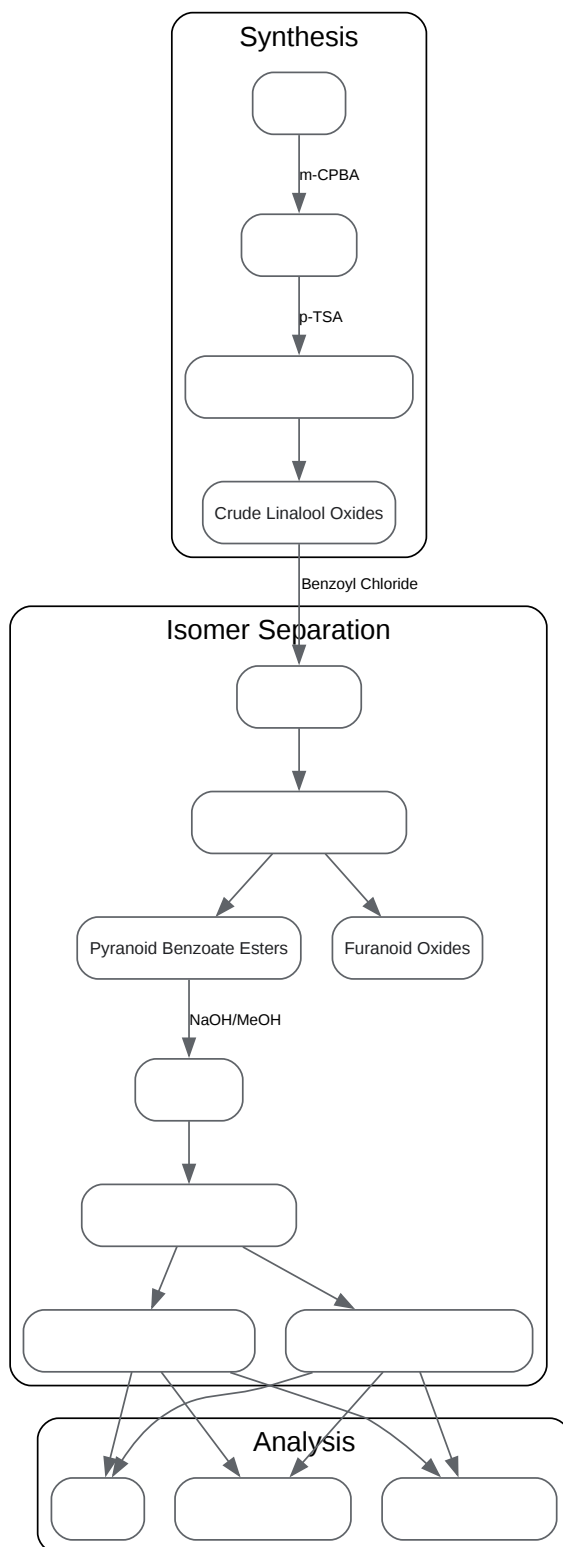 Synthesis
m-CPBA
p-TSA
Crude Linalool Oxides
Benzoyl Chloride
Isomer Separation
Pyranoid Benzoate Esters
Furanoid Oxides
NaOH/MeOH
Analysis